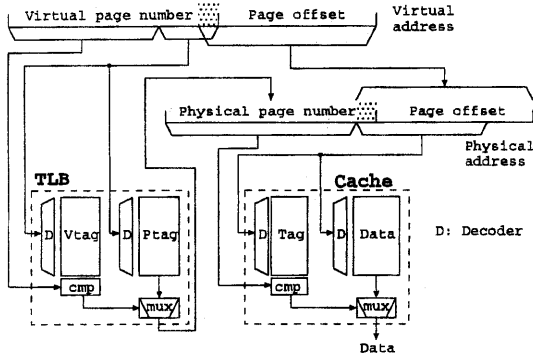 Virtual page number Page offset Virtual address
Physical page number Page offset
Physical address
TLB
Cache
D Vtag D Ptag
D Tag D Data
D: Decoder
cmp
cmp
mux
mux
Data